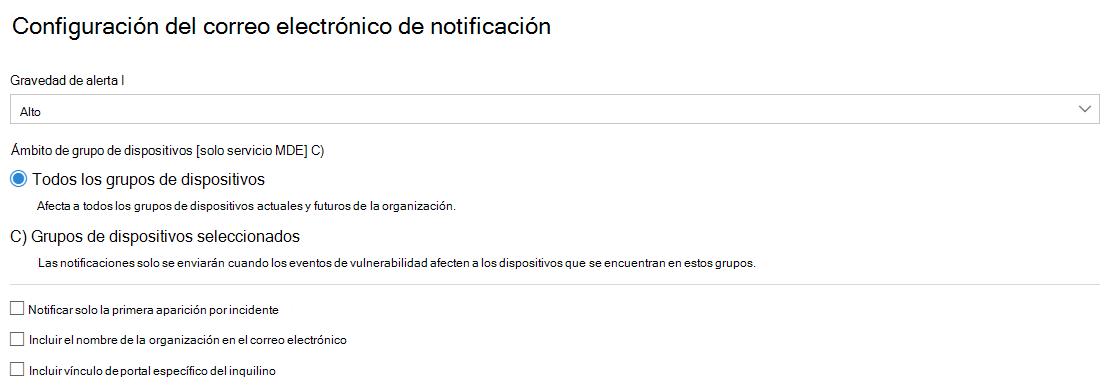 Configuración del correo electrónico de notificación
Gravedad de alerta l
Alto
Ámbito de grupo de dispositivos [solo servicio MDE] C)
Todos los grupos de dispositivos
Afecta a todos los grupos de dispositivos actuales y futuros de la organización.
C) Grupos de dispositivos seleccionados
Las notificaciones solo se enviarán cuando los eventos de vulnerabilidad afecten a los dispositivos que se encuentran en estos grupos.
Notificar solo la primera aparición por incidente
Incluir el nombre de la organización en el correo electrónico
Incluir vínculo de portal específico del inquilino